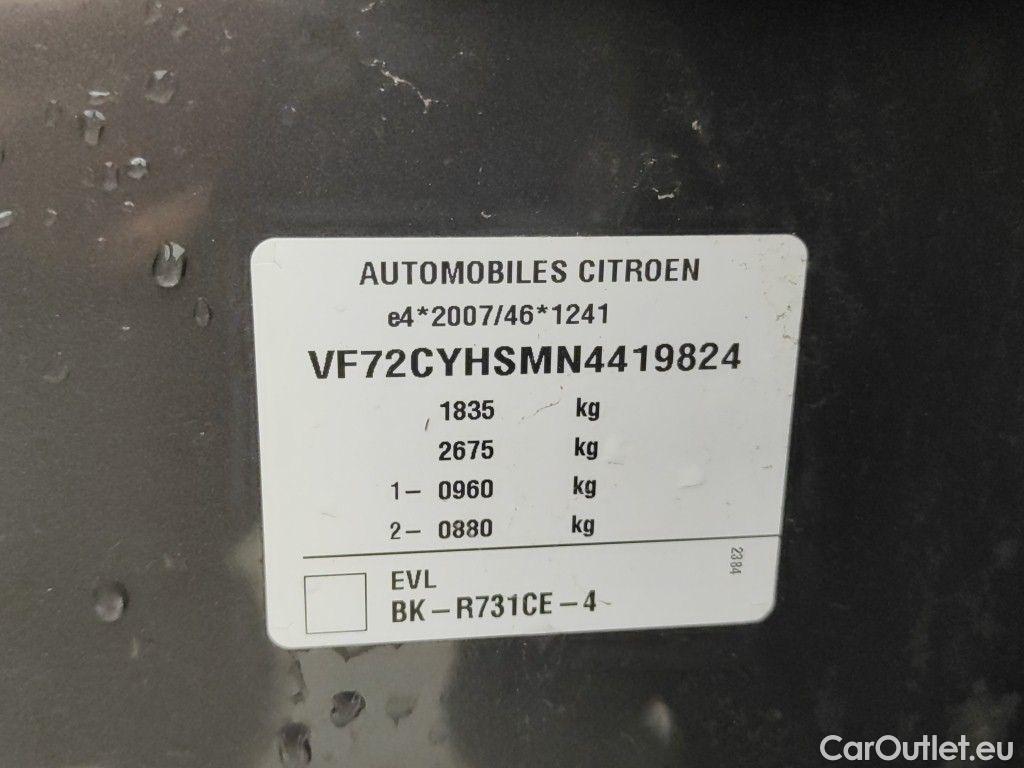 AUTOMOBILES CITROEN
e4*2007/46*1241
VF72CYHSMN4419824
1835 kg
2675 kg
1– 0960 kg
2– 0880 kg
2384
EVL
BK–R731CE–4
CarOutlet.eu